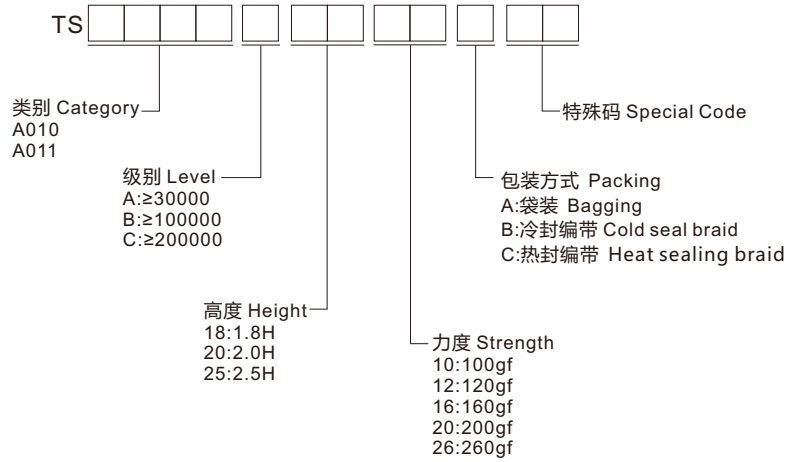 TS
类别 Category
A010
A011
特殊码 Special Code
级别 Level
A:≥30000
B:≥100000
C:≥200000
包装方式 Packing
A:袋装 Bagging
B:冷封编带 Cold seal braid
C:热封编带 Heat sealing braid
高度 Height
18:1.8H
20:2.0H
25:2.5H
力度 Strength
10:100gf
12:120gf
16:160gf
20:200gf
26:260gf